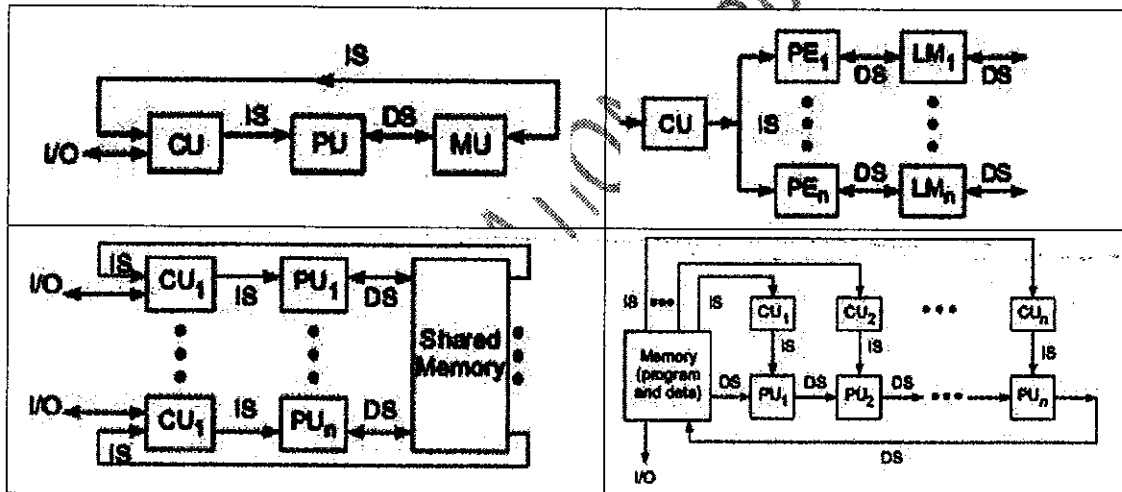 IS
I/O CU IS PU DS MU
CU IS PE1 DS LM1 DS
PEn DS LMn DS
I/O IS CU1 IS PU1 DS Shared Memory
I/O IS CU1 IS PUn DS
IS ••• IS CU1 CU2 ••• CUn
IS IS IS
Memory (program and data) DS PU1 DS PU2 DS ••• PUn
DS
I/O